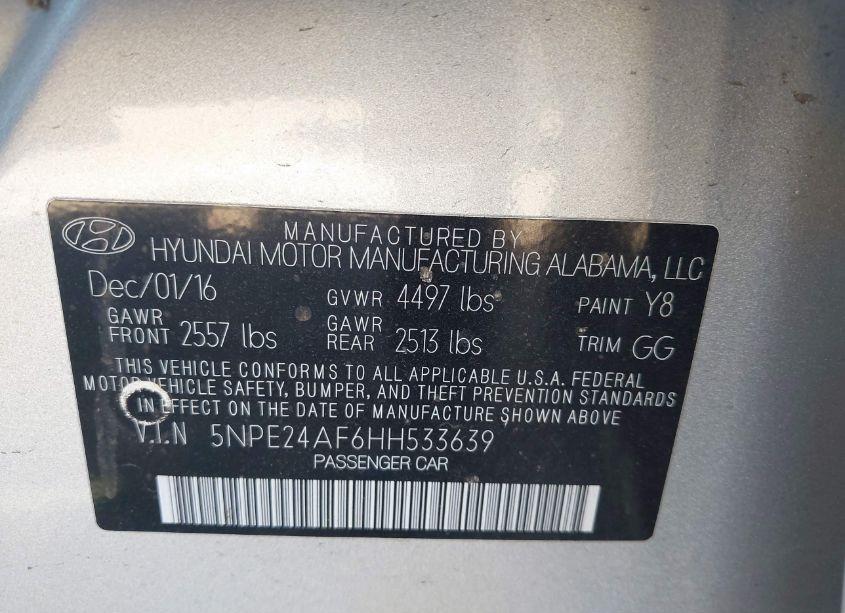 MANUFACTURED BY
HYUNDAI MOTOR MANUFACTURING ALABAMA, LLC
Dec/01/16 GVWR 4497 lbs PAINT Y8
GAWR FRONT 2557 lbs GAWR REAR 2513 lbs TRIM GG
THIS VEHICLE CONFORMS TO ALL APPLICABLE U.S.A. FEDERAL
MOTOR VEHICLE SAFETY, BUMPER, AND THEFT PREVENTION STANDARDS
IN EFFECT ON THE DATE OF MANUFACTURE SHOWN ABOVE
V.I.N 5NPE24AF6HH533639
PASSENGER CAR